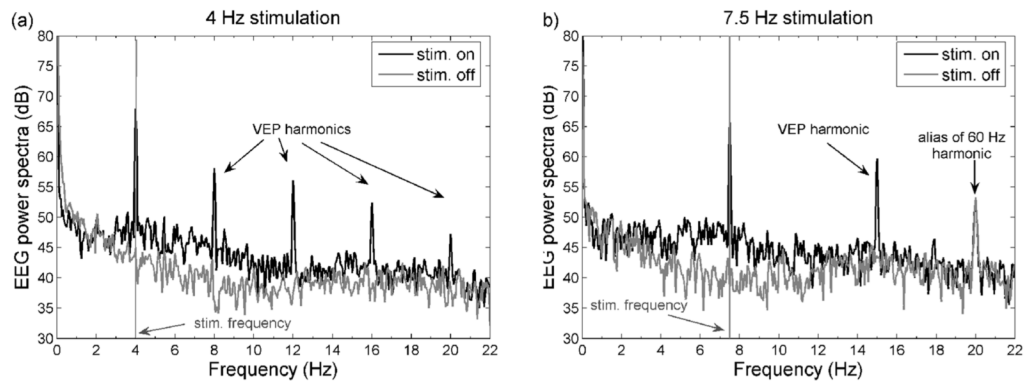 (a)
4 Hz stimulation
EEG power spectra (dB)
80
75
70
65
60
55
50
45
40
35
30
stim. on
stim. off
VEP harmonics
stim. frequency
0 2 4 6 8 10 12 14 16 18 20 22
Frequency (Hz)
b)
7.5 Hz stimulation
EEG power spectra (dB)
80
75
70
65
60
55
50
45
40
35
30
stim. on
stim. off
VEP harmonic
alias of 60 Hz
harmonic
stim. frequency
0 2 4 6 8 10 12 14 16 18 20 22
Frequency (Hz)